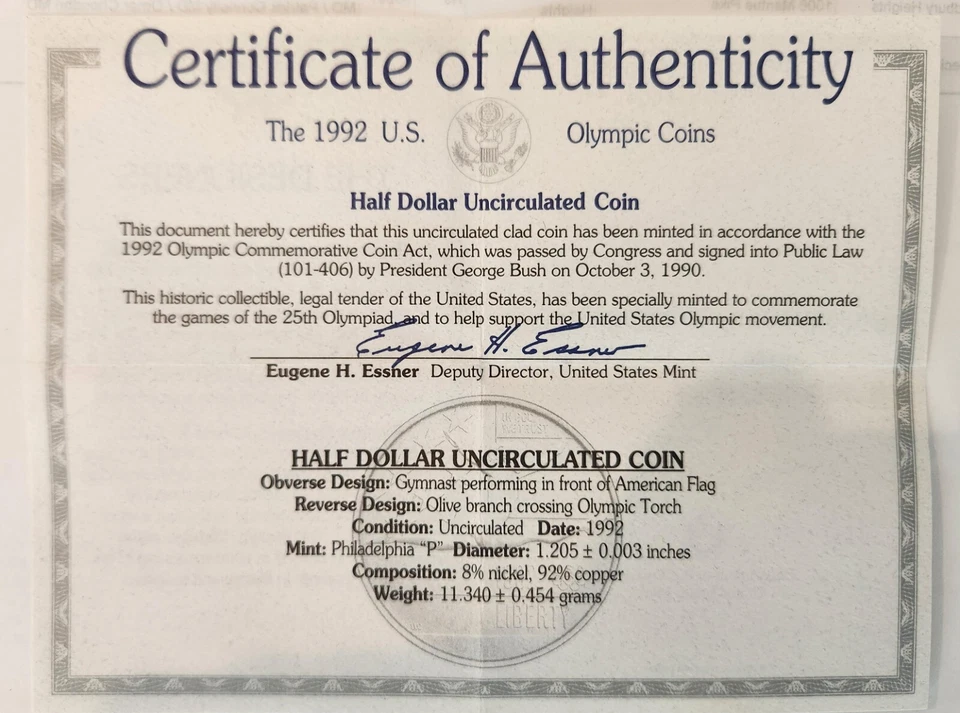 Certificate of Authenticity
The 1992 U.S. Olympic Coins
Half Dollar Uncirculated Coin
This document hereby certifies that this uncirculated clad coin has been minted in accordance with the
1992 Olympic Commemorative Coin Act, which was passed by Congress and signed into Public Law
(101-406) by President George Bush on October 3, 1990.
This historic collectible, legal tender of the United States, has been specially minted to commemorate
the games of the 25th Olympiad, and to help support the United States Olympic movement.
Eugene H. Essner
Eugene H. Essner Deputy Director, United States Mint
IN GOD
WE TRUST
HALF DOLLAR UNCIRCULATED COIN
Obverse Design: Gymnast performing in front of American Flag
Reverse Design: Olive branch crossing Olympic Torch
Condition: Uncirculated Date: 1992
Mint: Philadelphia "P" Diameter: 1.205 ± 0.003 inches
Composition: 8% nickel, 92% copper
Weight: 11.340 ± 0.454 grams
LIBERTY